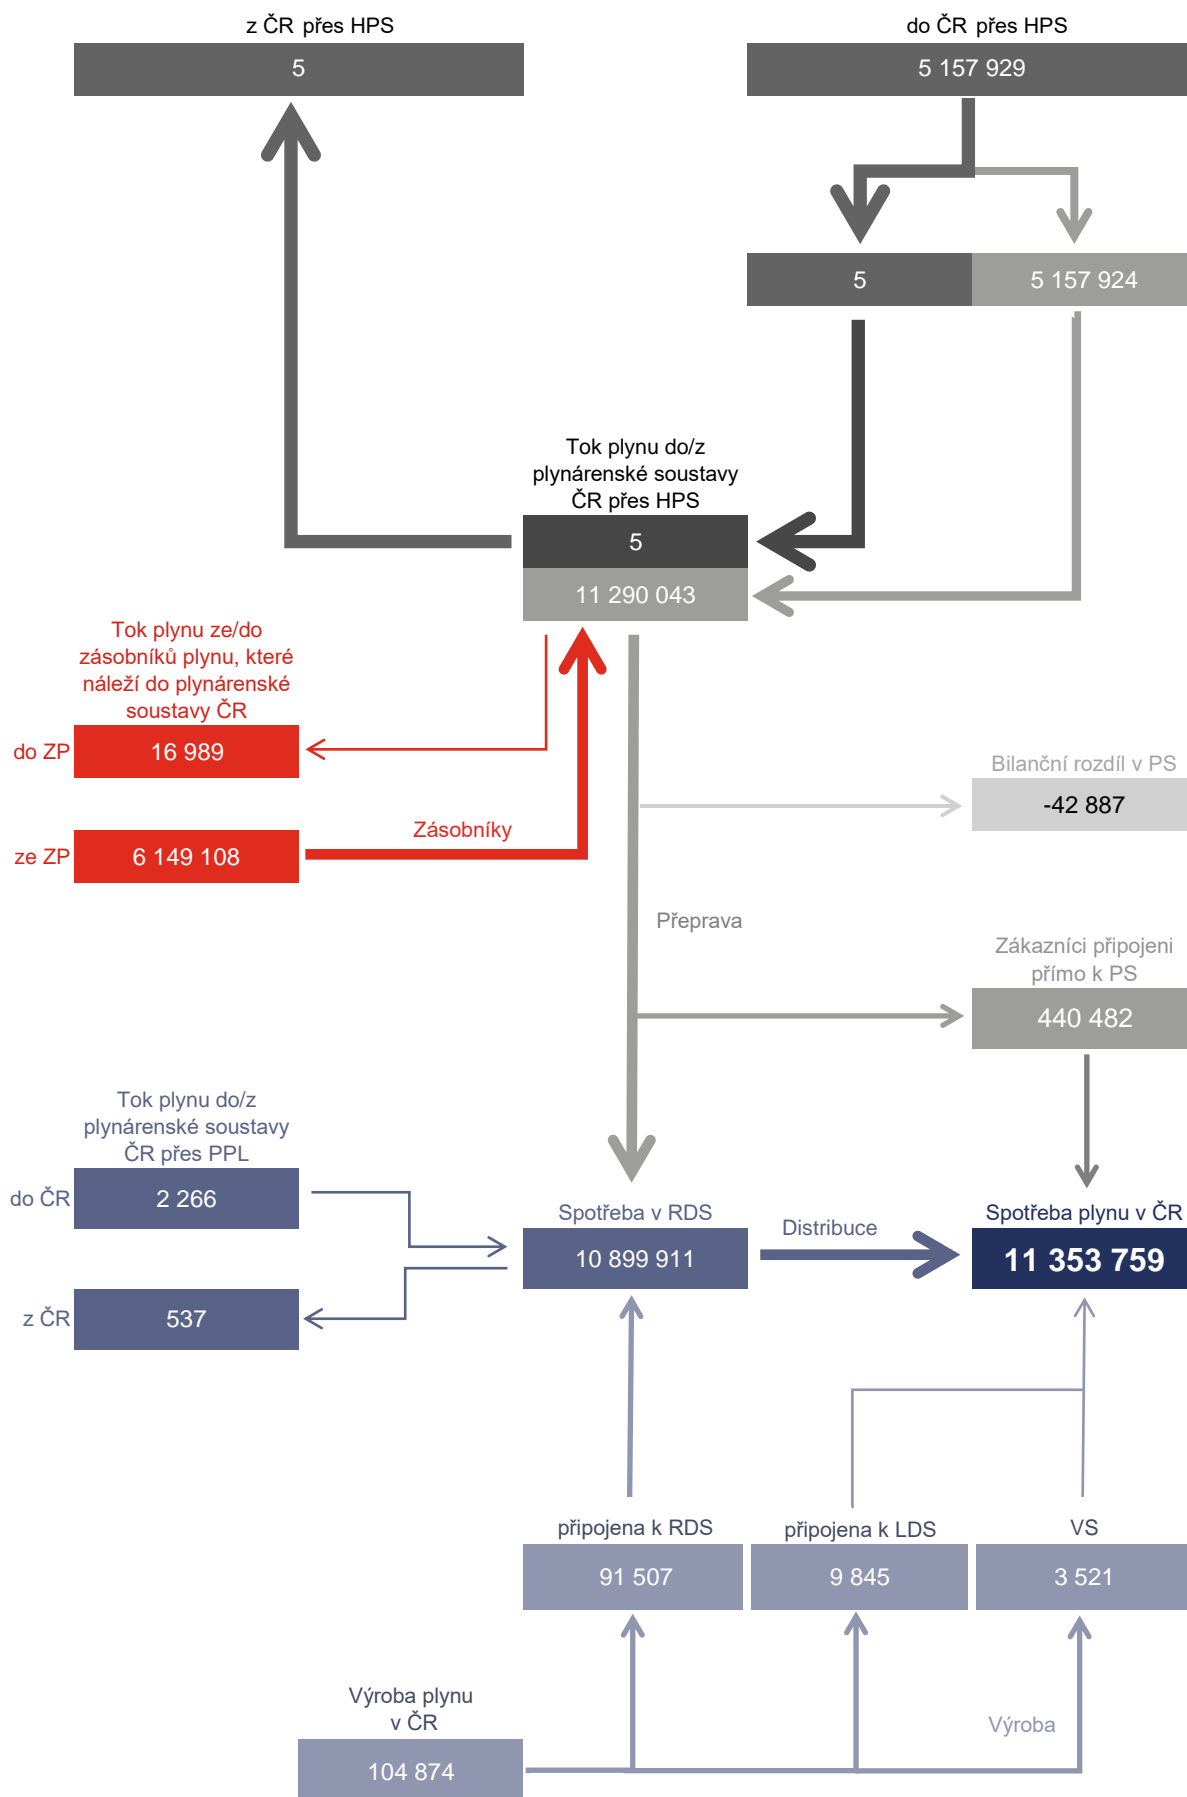 z ČR přes HPS
5
do ČR přes HPS
5 157 929
5
5 157 924
Tok plynu do/z
plynárenské soustavy
ČR přes HPS
5
11 290 043
Tok plynu ze/do
zásobníků plynu, které
náleží do plynárenské
soustavy ČR
do ZP
16 989
ze ZP
6 149 108
Zásobníky
Bilanční rozdíl v PS
-42 887
Přeprava
Zákazníci připojeni
přímo k PS
440 482
Tok plynu do/z
plynárenské soustavy
ČR přes PPL
do ČR
2 266
z ČR
537
Spotřeba v RDS
10 899 911
Distribuce
Spotřeba plynu v ČR
11 353 759
připojena k RDS
91 507
připojena k LDS
9 845
VS
3 521
Výroba plynu
v ČR
104 874
Výroba